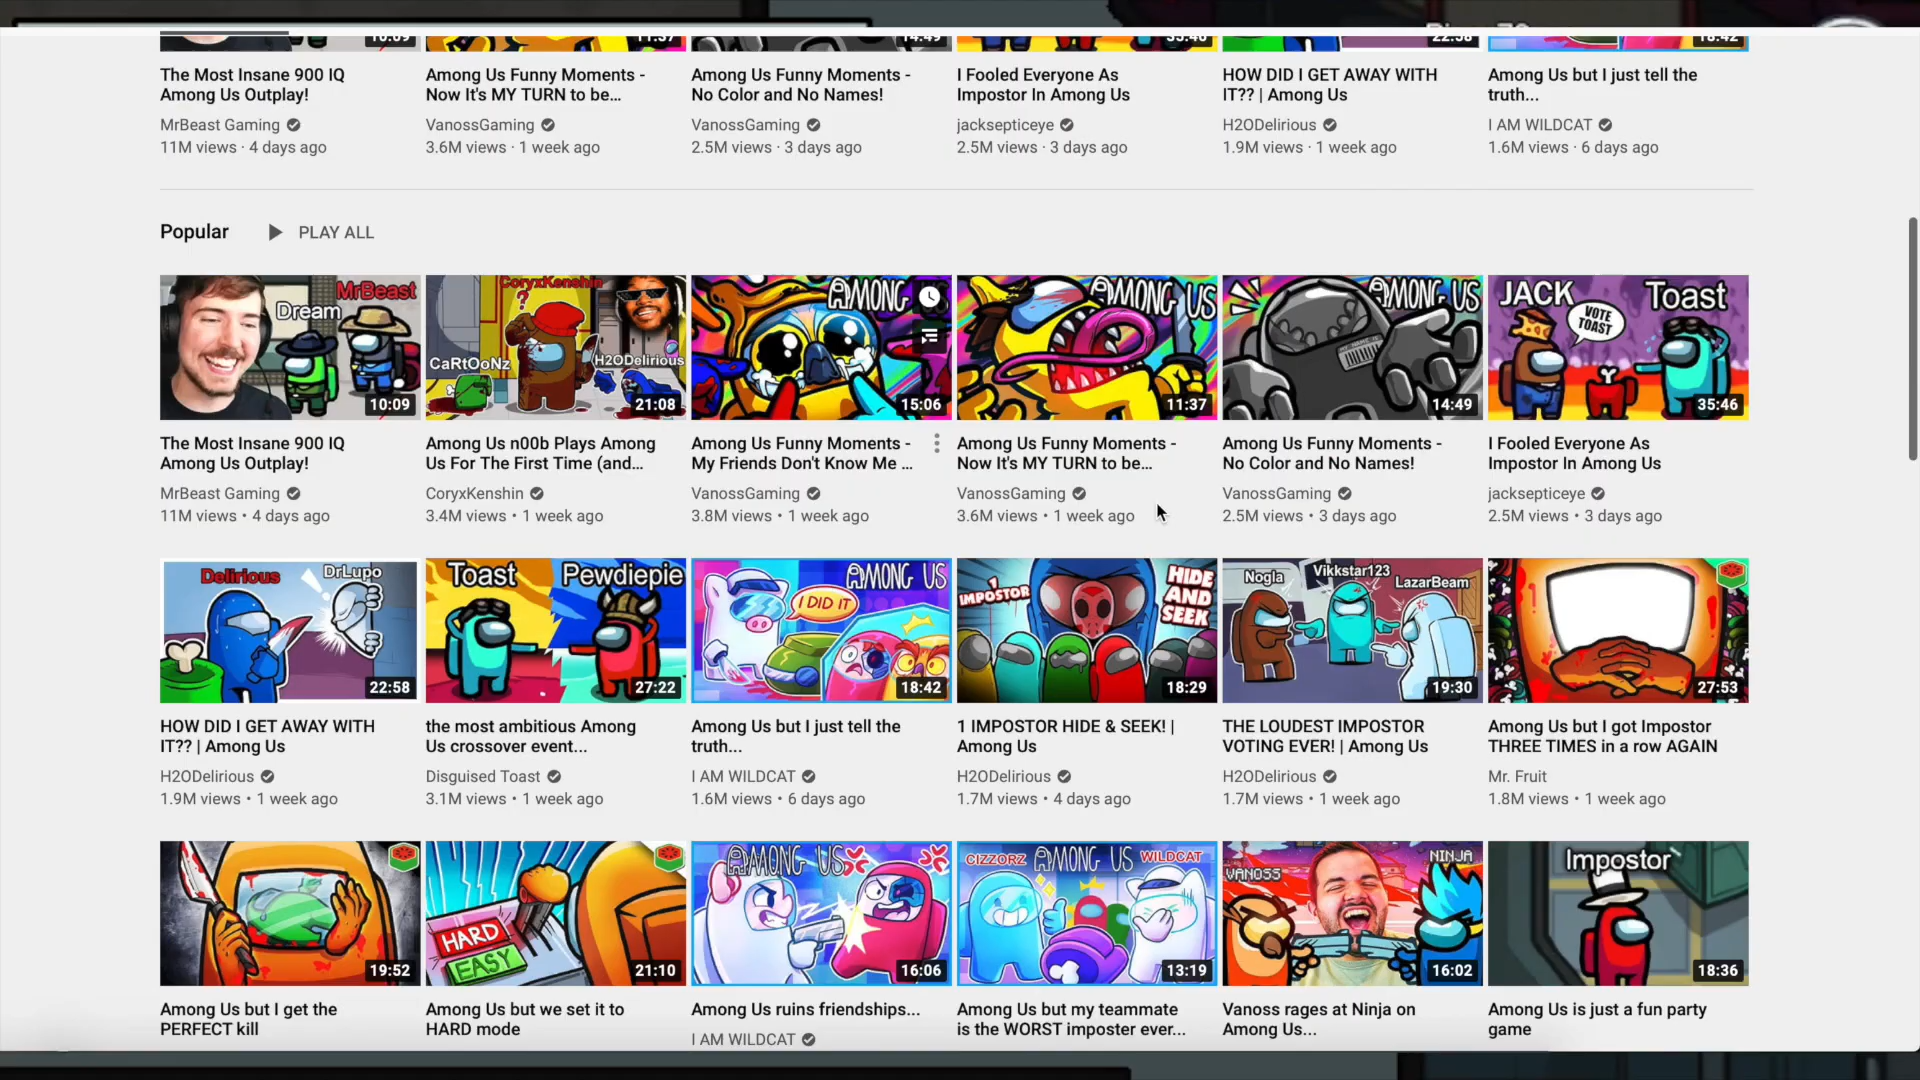 The Most Insane 900 IQ
Among Us Outplay!
MrBeast Gaming
11M views · 4 days ago
Among Us Funny Moments -
Now It's MY TURN to be...
VanossGaming
3.6M views · 1 week ago
Among Us Funny Moments -
No Color and No Names!
VanossGaming
2.5M views · 3 days ago
I Fooled Everyone As
Impostor In Among Us
jacksepticeye
2.5M views · 3 days ago
HOW DID I GET AWAY WITH
IT?? | Among Us
H2ODelirious
1.9M views · 1 week ago
Among Us but I just tell the
truth...
I AM WILDCAT
1.6M views · 6 days ago
Popular
PLAY ALL
MrBeast
Dream
10:09
The Most Insane 900 IQ
Among Us Outplay!
MrBeast Gaming
11M views • 4 days ago
CoryxKenshin
?
CaRtOoNz
H2ODelirious
21:08
Among Us n00b Plays Among
Us For The First Time (and...
CoryxKenshin
3.4M views • 1 week ago
AMONG
15:06
Among Us Funny Moments -
My Friends Don't Know Me ...
VanossGaming
3.8M views • 1 week ago
AMONG US
11:37
Among Us Funny Moments -
Now It's MY TURN to be...
VanossGaming
3.6M views • 1 week ago
AMONG US
14:49
Among Us Funny Moments -
No Color and No Names!
VanossGaming
2.5M views • 3 days ago
JACK
Toast
VOTE
TOAST
35:46
I Fooled Everyone As
Impostor In Among Us
jacksepticeye
2.5M views • 3 days ago
Delirious
DrLupo
22:58
HOW DID I GET AWAY WITH
IT?? | Among Us
H2ODelirious
1.9M views • 1 week ago
Toast
Pewdiepie
27:22
the most ambitious Among
Us crossover event...
Disguised Toast
3.1M views • 1 week ago
AMONG US
I DID IT
18:42
Among Us but I just tell the
truth...
I AM WILDCAT
1.6M views • 6 days ago
1
IMPOSTOR
HIDE
AND
SEEK
18:29
1 IMPOSTOR HIDE & SEEK! |
Among Us
H2ODelirious
1.7M views • 4 days ago
Nogla
Vikkstar123
LazarBeam
19:30
THE LOUDEST IMPOSTOR
VOTING EVER! | Among Us
H2ODelirious
1.7M views • 1 week ago
27:53
Among Us but I got Impostor
THREE TIMES in a row AGAIN
Mr. Fruit
1.8M views • 1 week ago
19:52
Among Us but I get the
PERFECT kill
HARD
EASY
21:10
Among Us but we set it to
HARD mode
AMONG US
16:06
Among Us ruins friendships...
I AM WILDCAT
CIZZORZ
AMONG US
WILDCAT
13:19
Among Us but my teammate
is the WORST imposter ever...
VANOSS
NINJA
16:02
Vanoss rages at Ninja on
Among Us...
Impostor
18:36
Among Us is just a fun party
game